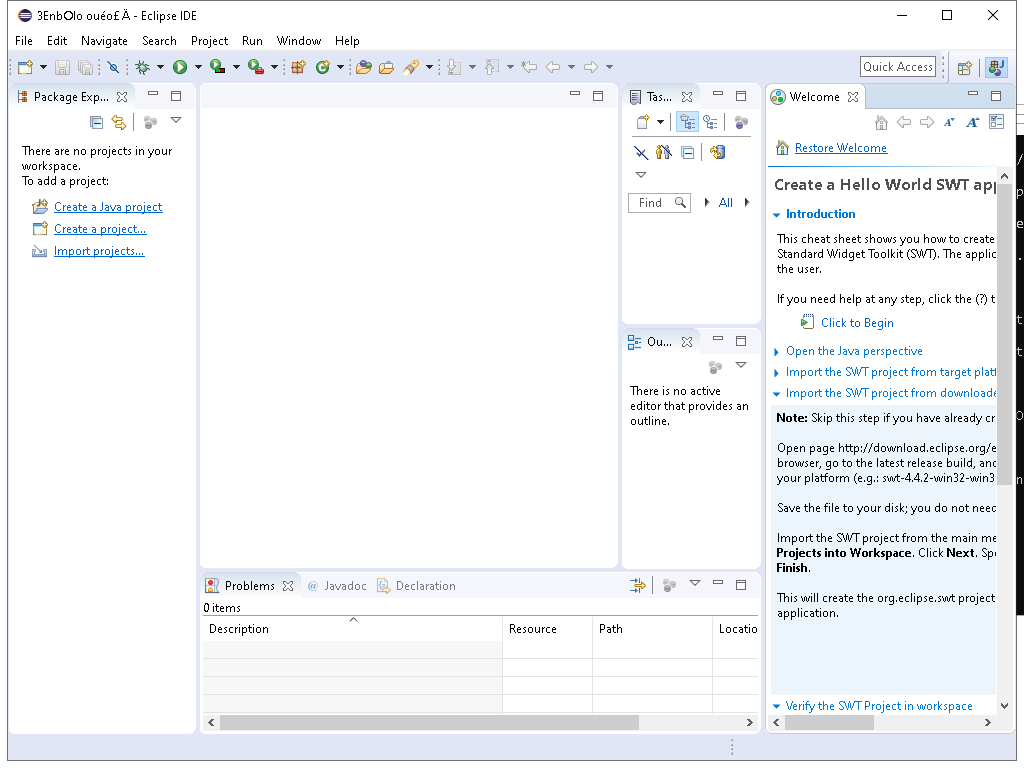 3EnbOlo ouéo£Ä - Eclipse IDE
File Edit Navigate Search Project Run Window Help
Quick Access
Package Exp...
There are no projects in your
workspace.
To add a project:
Create a Java project
Create a project...
Import projects...
Tas...
Find
All
Ou...
There is no active
editor that provides an
outline.
Welcome
Restore Welcome
Create a Hello World SWT app
Introduction
This cheat sheet shows you how to create
Standard Widget Toolkit (SWT). The applic
the user.
If you need help at any step, click the (?) t
Click to Begin
Open the Java perspective
Import the SWT project from target platf
Import the SWT project from downloade
Note: Skip this step if you have already cr
Open page http://download.eclipse.org/e
browser, go to the latest release build, and
your platform (e.g.: swt-4.4.2-win32-win3
Save the file to your disk; you do not need
Import the SWT project from the main me
Projects into Workspace. Click Next. Spe
Finish.
This will create the org.eclipse.swt project
application.
Verify the SWT Project in workspace
Problems @ Javadoc Declaration
0 items
Description Resource Path Locatio